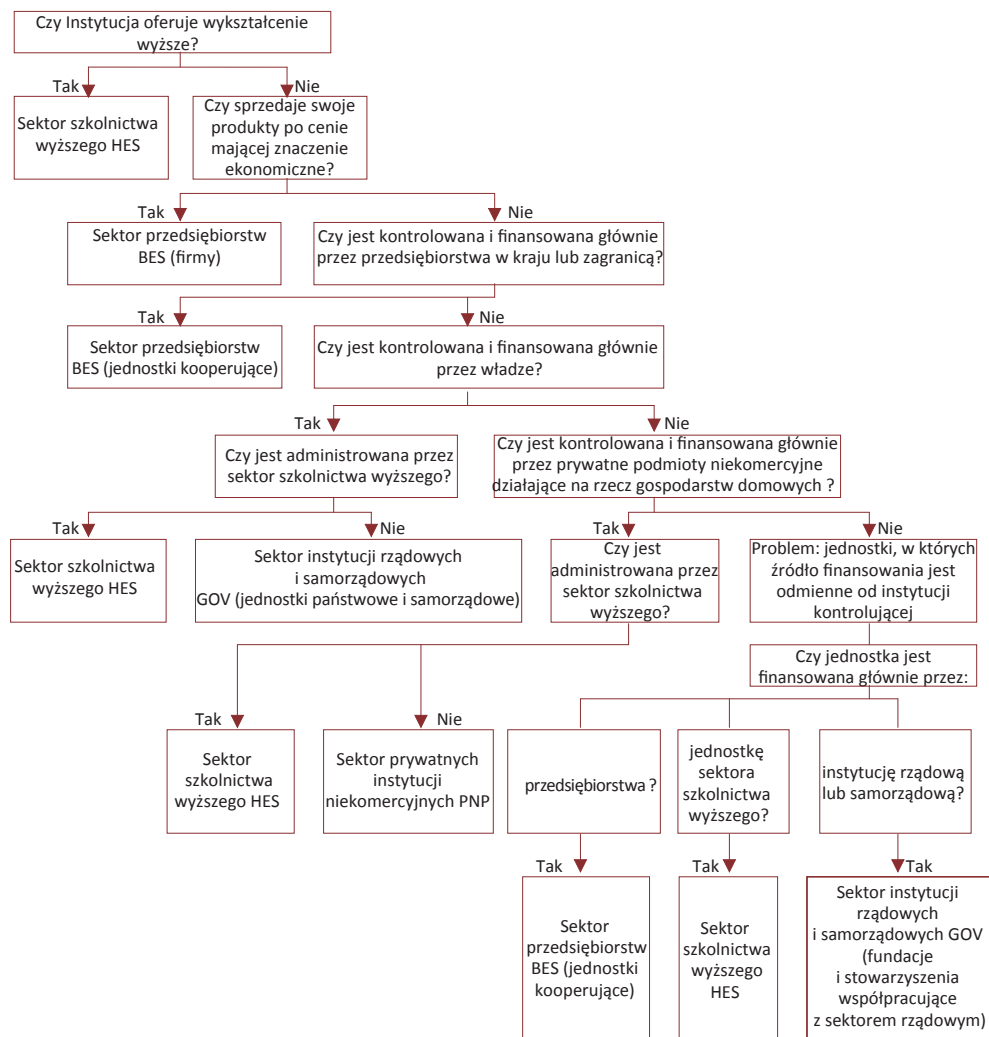 Czy Instytucja oferuje wykształcenie
wyższe?
Tak
Nie
Sektor szkolnictwa
wyższego HES
Czy sprzedaje swoje
produkty po cenie
mającej znaczenie
ekonomiczne?
Tak
Nie
Sektor przedsiębiorstw
BES (firmy)
Czy jest kontrolowana i finansowana głównie
przez przedsiębiorstwa w kraju lub zagranicą?
Tak
Nie
Sektor przedsiębiorstw
BES (jednostki kooperujące)
Czy jest kontrolowana i finansowana głównie
przez władze?
Tak
Nie
Czy jest administrowana przez
sektor szkolnictwa wyższego?
Czy jest kontrolowana i finansowana głównie
przez prywatne podmioty niekomercyjne
działające na rzecz gospodarstw domowych ?
Tak
Nie
Tak
Nie
Sektor szkolnictwa
wyższego HES
Sektor instytucji rządowych
i samorządowych
GOV (jednostki państwowe i samorządowe)
Czy jest
administrowana przez
sektor szkolnictwa
wyższego?
Problem: jednostki, w których
źródło finansowania jest
odmienne od instytucji
kontrolującej
Czy jednostka jest
finansowana głównie przez:
Tak
Nie
Sektor
szkolnictwa
wyższego HES
Sektor prywatnych
instytucji
niekomercyjnych PNP
przedsiębiorstwa ?
jednostkę
sektora
szkolnictwa
wyższego?
instytucję rządową
lub samorządową?
Tak
Tak
Tak
Sektor
przedsiębiorstw
BES (jednostki
kooperujące)
Sektor
szkolnictwa
wyższego
HES
Sektor instytucji
rządowych
i samorządowych GOV
(fundacje
i stowarzyszenia
współpracujące
z sektorem rządowym)